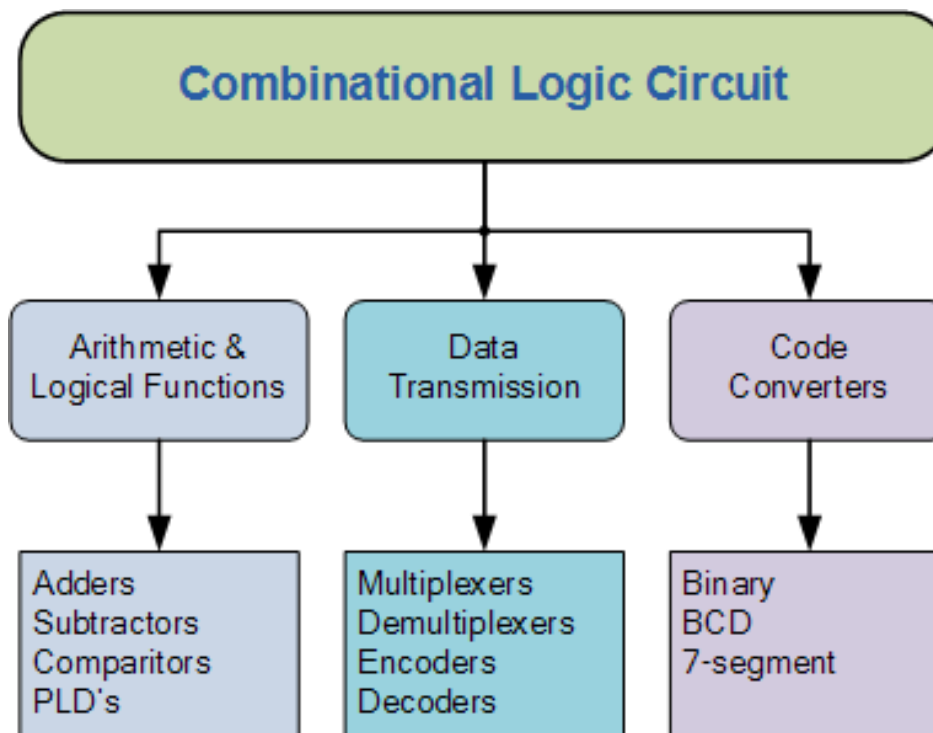 Combinational Logic Circuit
Arithmetic &
Logical Functions
Data
Transmission
Code
Converters
Adders
Subtractors
Comparitors
PLD's
Multiplexers
Demultiplexers
Encoders
Decoders
Binary
BCD
7-segment